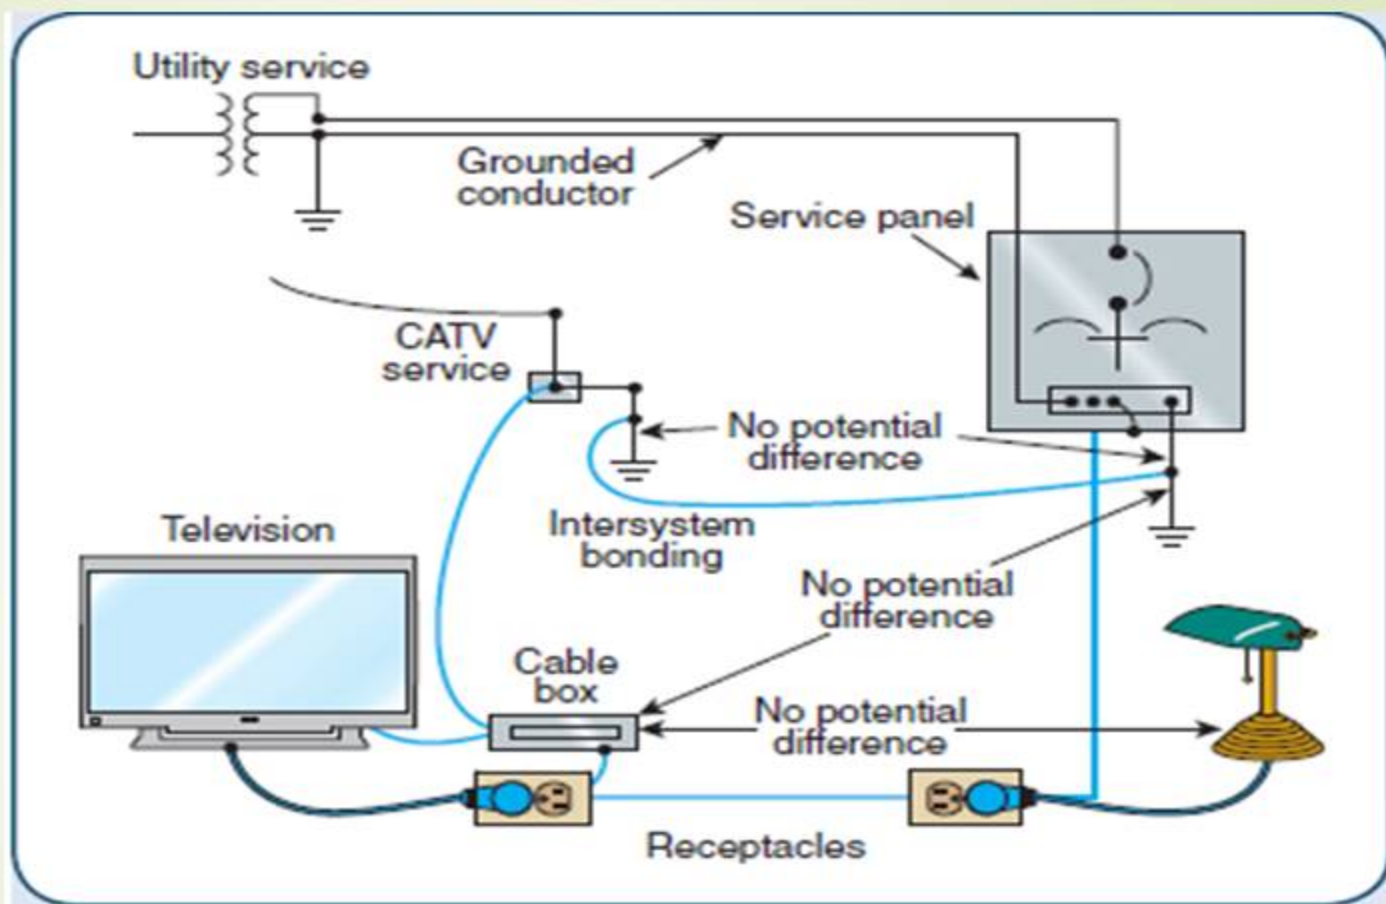 Utility service
Grounded
conductor
Service panel
CATV
service
No potential
difference
Intersystem
bonding
Television
No potential
difference
Cable
box
No potential
difference
Receptacles